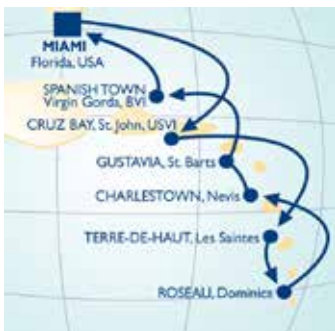 MIAMI
Florida, USA
SPANISH TOWN
Virgin Gorda, BVI
CRUZ BAY, St. John, USVI
GUSTAVIA, St. Barts
CHARLESTOWN, Nevis
TERRE-DE-HAUT, Les Saintes
ROSEAU, Dominica